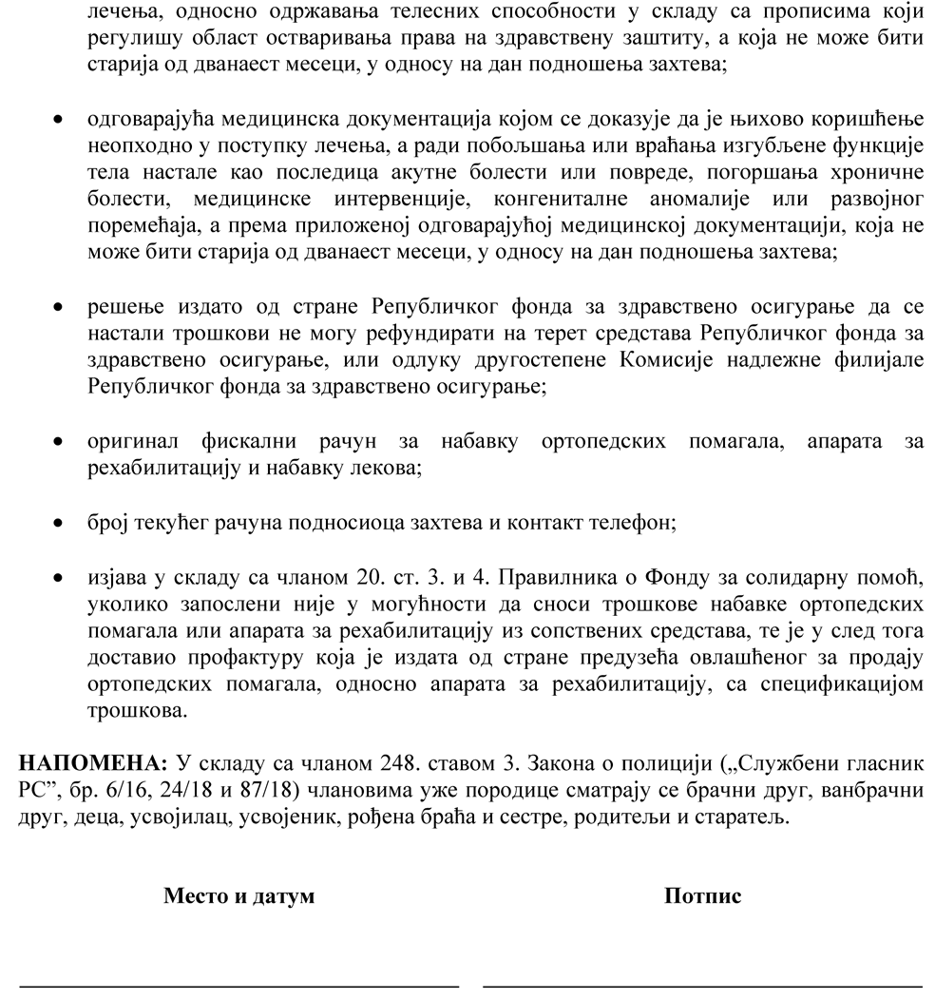 лечења, односно одржавања телесних способности у складу са прописима који
регулишу област остваривања права на здравствену заштиту, а која не може бити
старија од дванаест месеци, у односу на дан подношења захтева;
• одговарајућа медицинска документација којом се доказује да је њихово коришћење
неопходно у поступку лечења, а ради побољшања или враћања изгубљене функције
тела настале као последица акутне болести или повреде, погоршања хроничне
болести, медицинске интервенције, конгениталне аномалије или развојног
поремећаја, а према приложеној одговарајућој медицинској документацији, која не
може бити старија од дванаест месеци, у односу на дан подношења захтева;
• решење издато од стране Републичког фонда за здравствено осигурање да се
настали трошкови не могу рефундирати на терет средстава Републичког фонда за
здравствено осигурање, или одлуку другостепене Комисије надлежне филијале
Републичког фонда за здравствено осигурање;
• оригинал фискални рачун за набавку ортопедских помагала, апарата за
рехабилитацију и набавку лекова;
• број текућег рачуна подносиоца захтева и контакт телефон;
• изјава у складу са чланом 20. ст. 3. и 4. Правилника о Фонду за солидарну помоћ,
уколико запослени није у могућности да сноси трошкове набавке ортопедских
помагала или апарата за рехабилитацију из сопствених средстава, те је у след тога
доставио профактуру која је издата од стране предузећа овлашћеног за продају
ортопедских помагала, односно апарата за рехабилитацију, са спецификацијом
трошкова.
НАПОМЕНА: У складу са чланом 248. ставом 3. Закона о полицији („Службени гласник
РС”, бр. 6/16, 24/18 и 87/18) члановима уже породице сматрају се брачни друг, ванбрачни
друг, деца, усвојилац, усвојеник, рођена браћа и сестре, родитељи и старатељ.
Место и датум Потпис